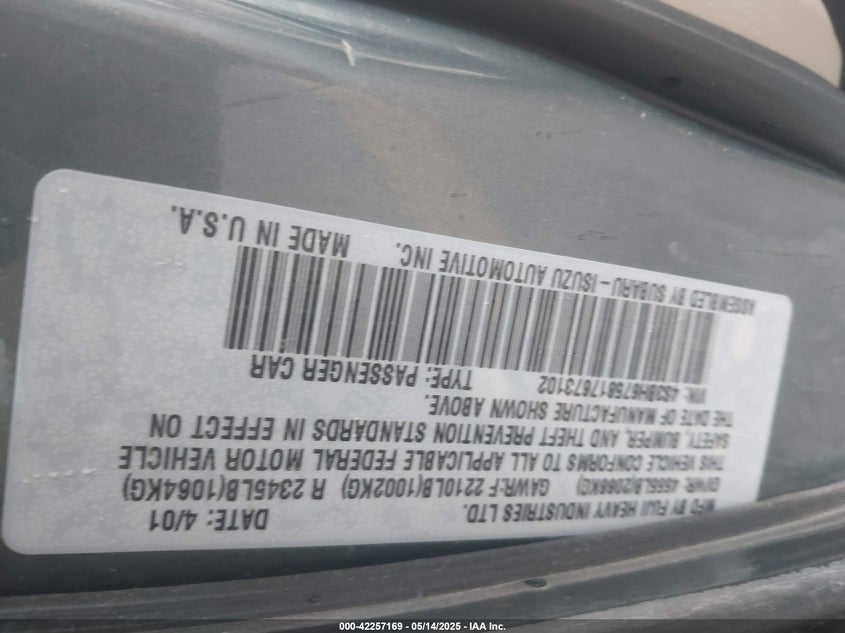 MFD BY FUJI HEAVY INDUSTRIES LTD. DATE: 4/01
GVWR: 4555LB(2066KG) GAWR:F 2210LB(1002KG) R 2345LB(1064KG)
THIS VEHICLE CONFORMS TO ALL APPLICABLE FEDERAL MOTOR VEHICLE
SAFETY, BUMPER, AND THEFT PREVENTION STANDARDS IN EFFECT ON
THE DATE OF MANUFACTURE SHOWN ABOVE.
VIN: 4S3BH675817673102 TYPE: PASSENGER CAR
ASSEMBLED BY SUBARU-ISUZU AUTOMOTIVE INC. MADE IN U.S.A.
000-42257169 - 05/14/2025 - IAA Inc.